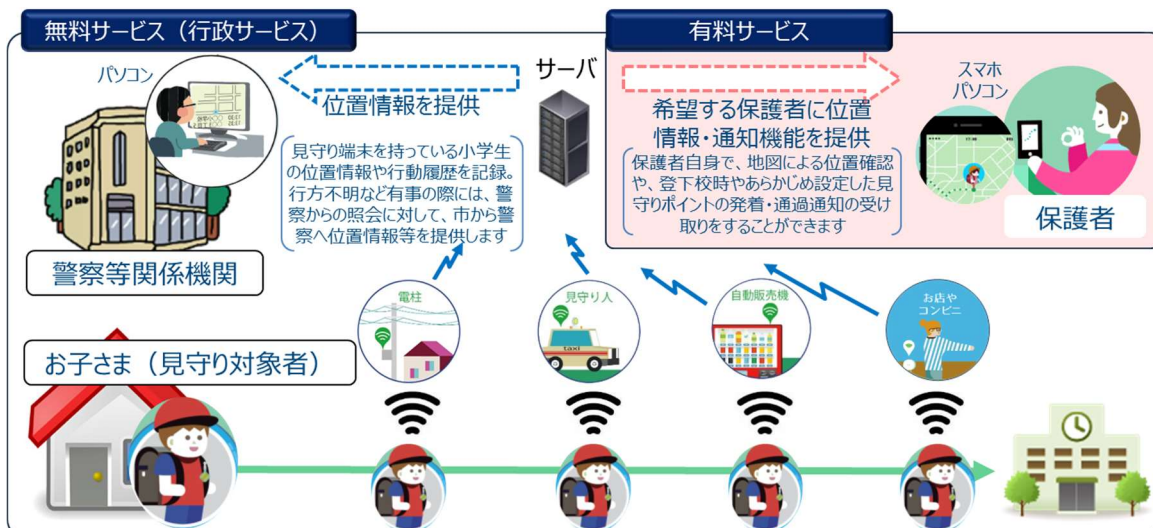 無料サービス（行政サービス）
有料サービス
パソコン
位置情報を提供
見守り端末を持っている小学生
の位置情報や行動履歴を記録。
行方不明など有事の際には、警
察からの照会に対して、市から警
察へ位置情報等を提供します
警察等関係機関
サーバ
希望する保護者に位置
情報・通知機能を提供
保護者自身で、地図による位置確認
や、登下校時やあらかじめ設定した見
守りポイントの発着・通過通知の受け
取りをすることができます
スマホ
パソコン
保護者
電柱
見守り人
taxi
自動販売機
お店や
コンビニ
お子さま（見守り対象者）